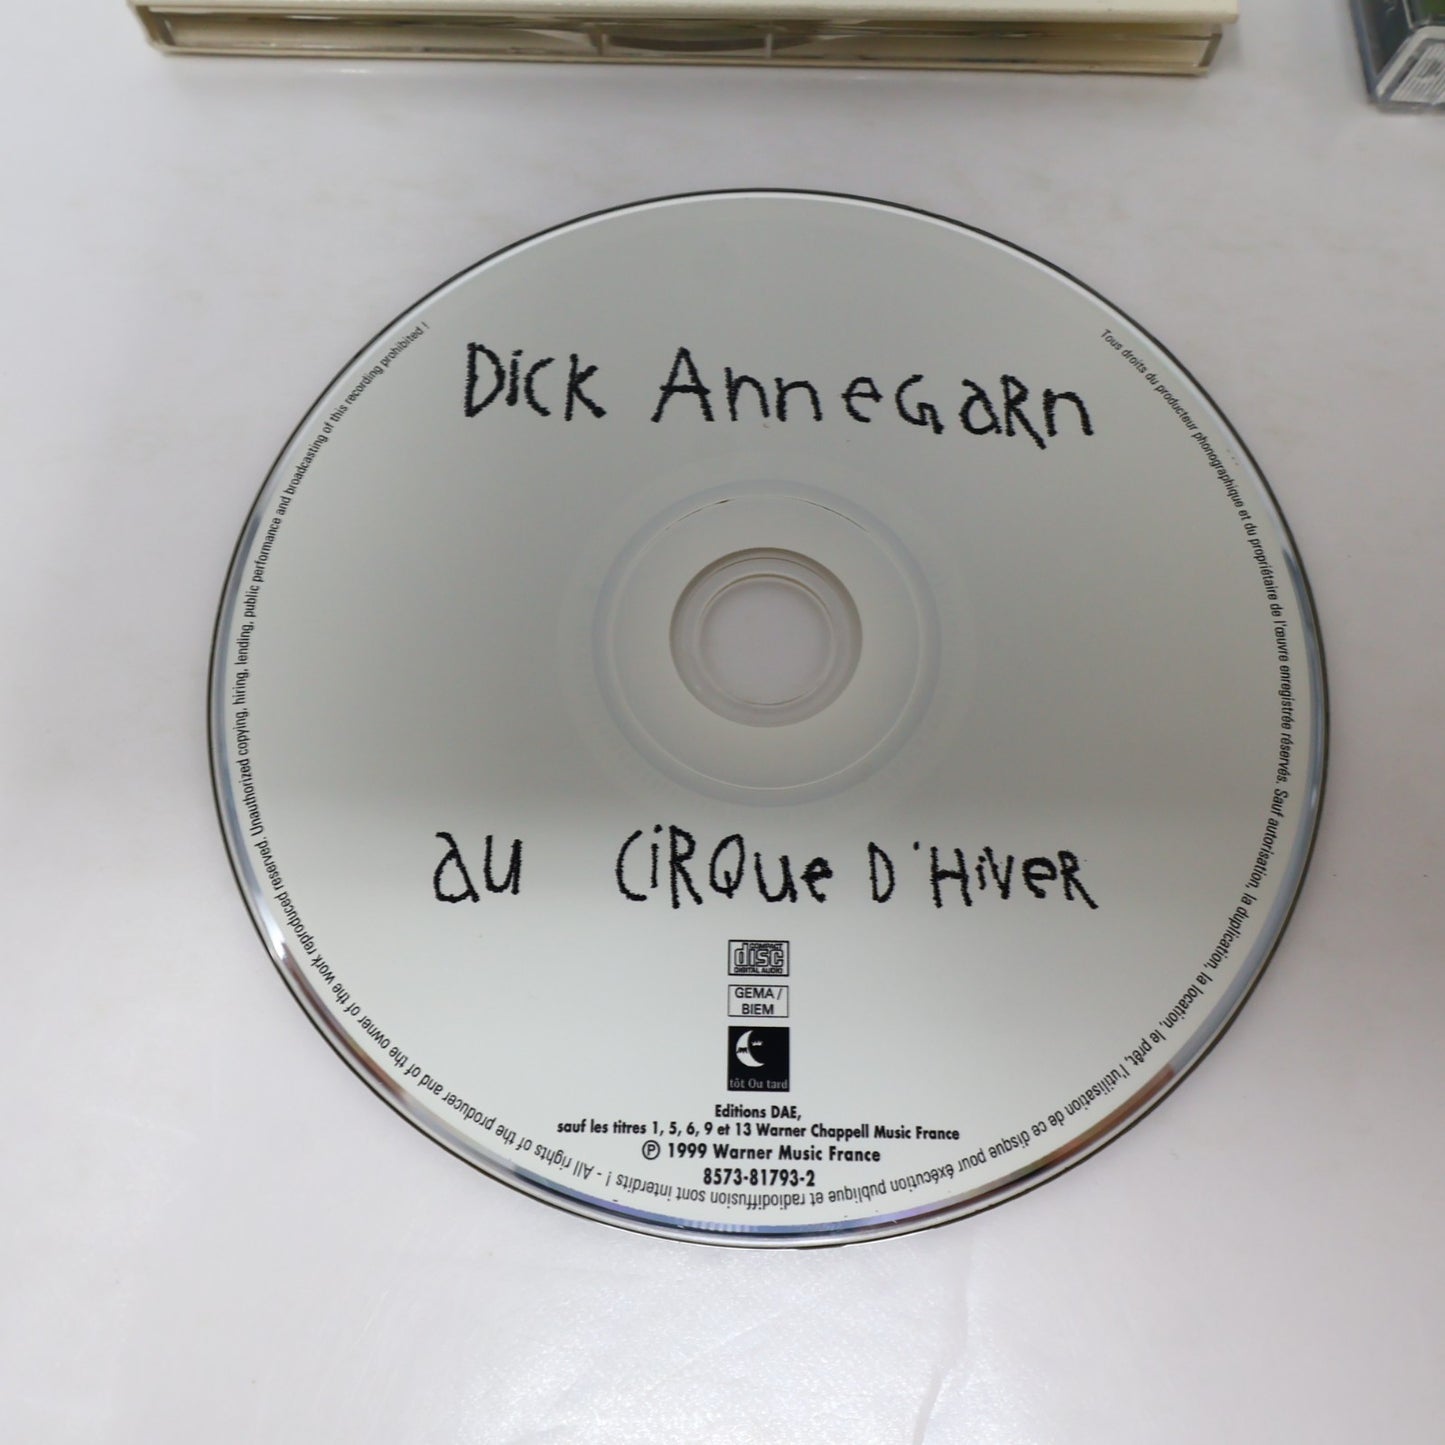 Dick Annegarn
au Cirque d'Hiver
COMPACT
disc
DIGITAL AUDIO
GEMA/
BIEM
tôt Ou tard
Editions DAE,
sauf les titres 1, 5, 6, 9 et 13 Warner Chappell Music France
℗ 1999 Warner Music France
8573-81793-2
Tous droits du producteur phonographique et du propriétaire de l'œuvre enregistrée réservés. Sauf autorisation, la duplication, la location, le prêt, l'utilisation de ce disque pour éxécution publique et radiodiffusion sont interdits ! - All rights of the producer and of the owner of the work reproduced reserved. Unauthorized copying, hiring, lending, public performance and broadcasting of this recording prohibited !